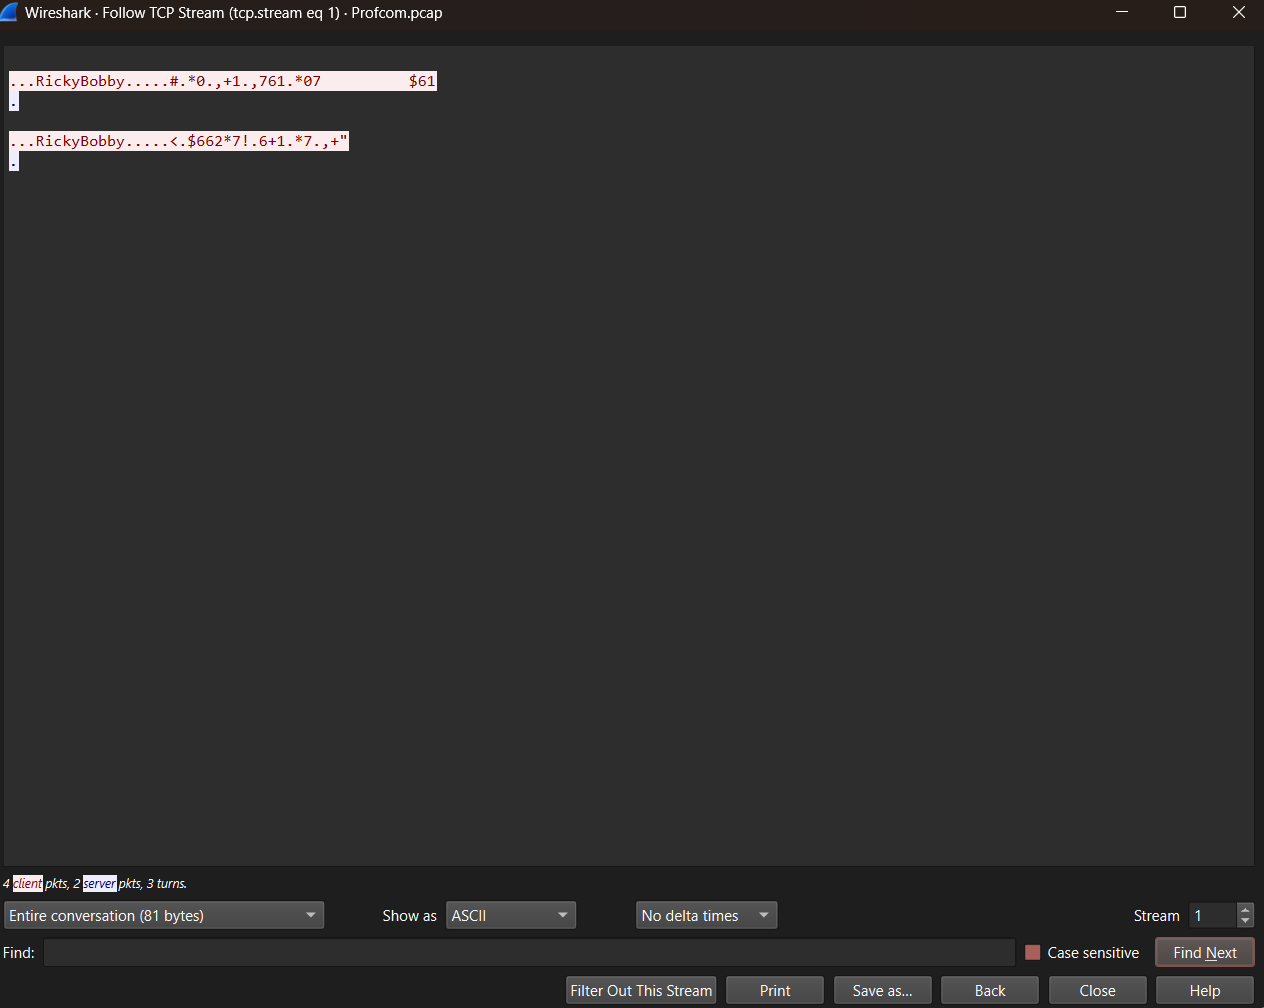 Wireshark · Follow TCP Stream (tcp.stream eq 1) · Profcom.pcap
...RickyBobby.....#.*0.,+1.,761.*07          $61
.
...RickyBobby.....<.$662*7!.6+1.*7.,+"
.
4 client pkts, 2 server pkts, 3 turns.
Entire conversation (81 bytes) Show as ASCII No delta times Stream 1
Find: Case sensitive Find Next
Filter Out This Stream Print Save as... Back Close Help